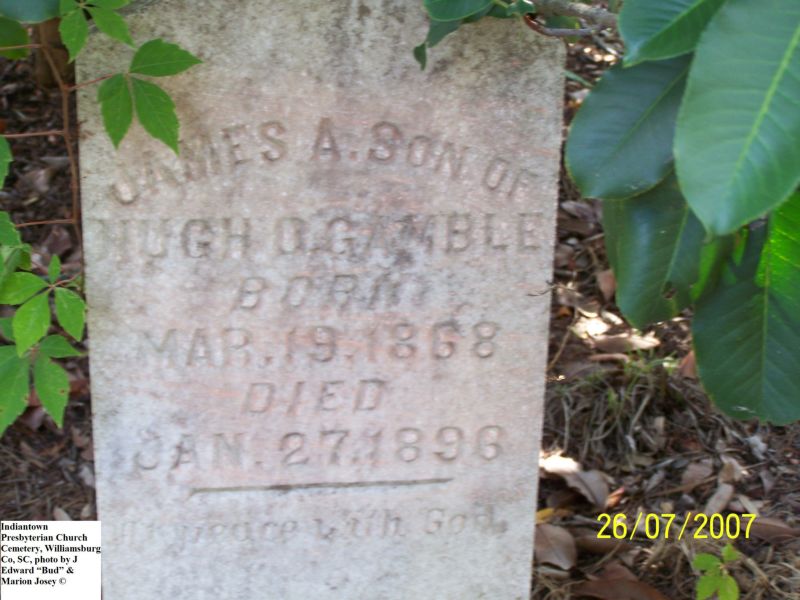 JAMES A. SON OF
HUGH O. GAMBLE
BORN
MAR. 19. 1868
DIED
JAN. 27. 1896
peace with God.
26/07/2007
Indiantown
Presbyterian Church
Cemetery, Williamsburg
Co, SC, photo by J
Edward “Bud” &
Marion Josey ©